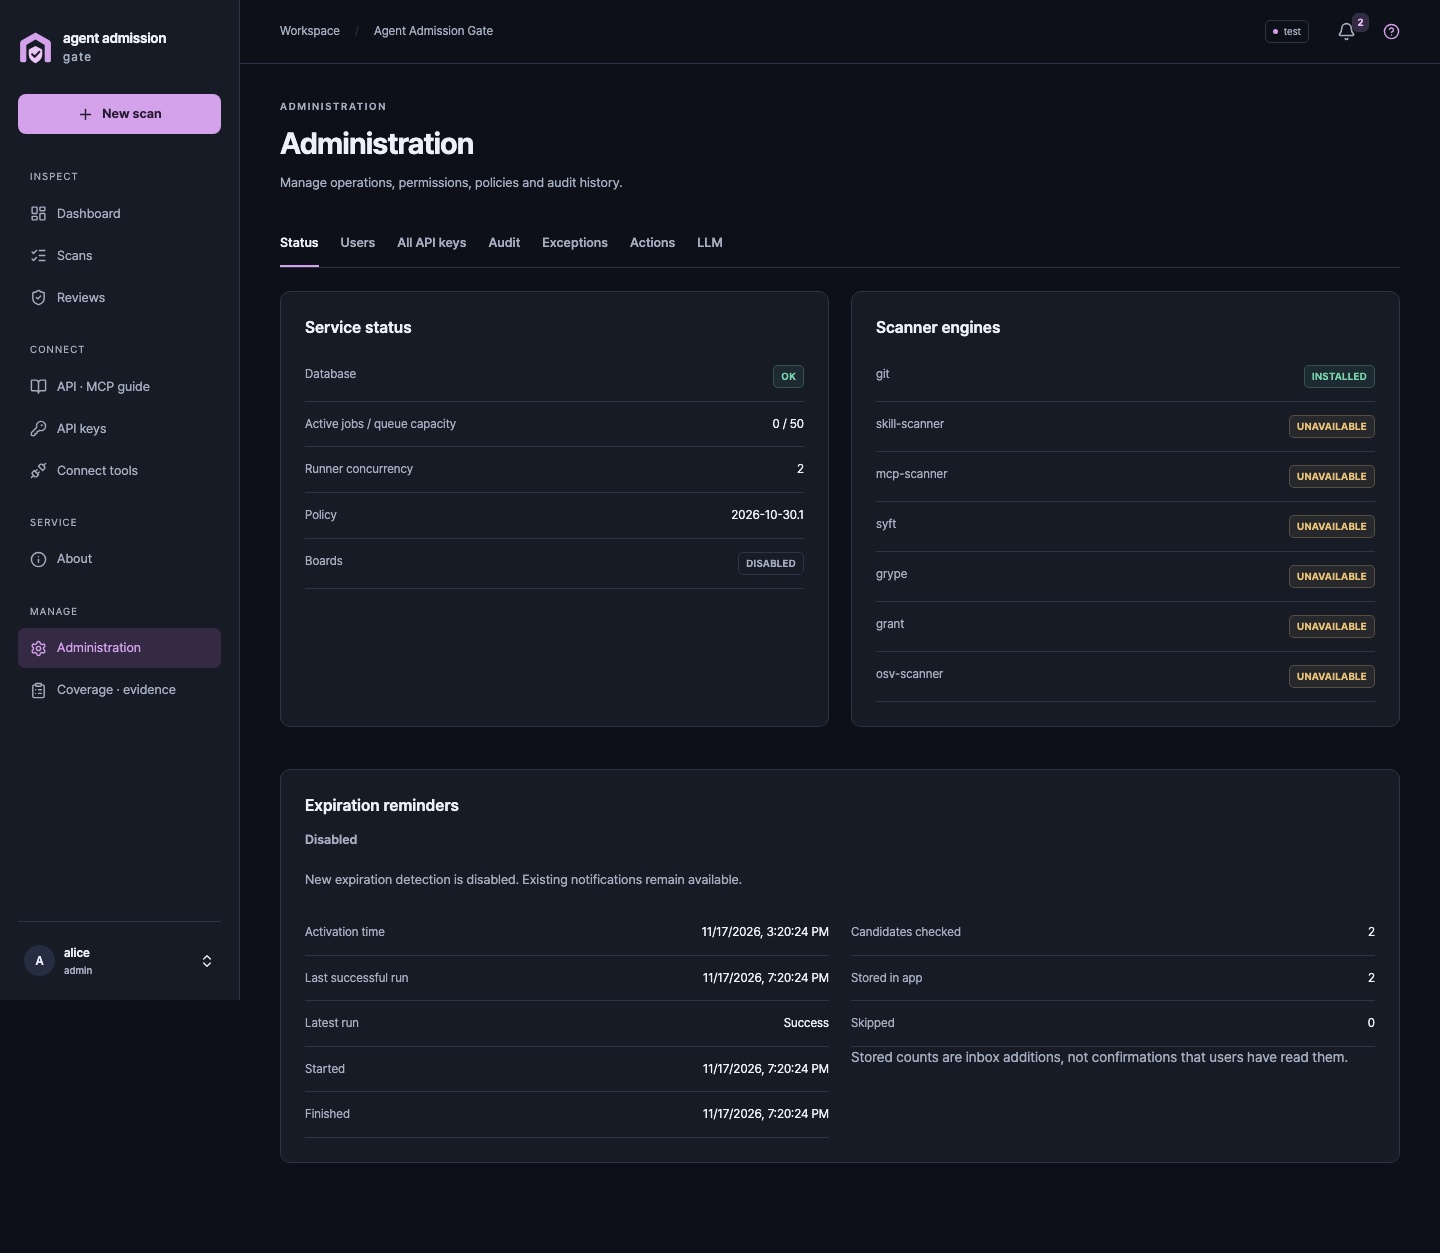 agent admission
gate
New scan
INSPECT
Dashboard
Scans
Reviews
CONNECT
API · MCP guide
API keys
Connect tools
SERVICE
About
MANAGE
Administration
Coverage · evidence
A
alice
admin
Workspace / Agent Admission Gate
test
2
ADMINISTRATION
Administration
Manage operations, permissions, policies and audit history.
Status Users All API keys Audit Exceptions Actions LLM
Service status
Database OK
Active jobs / queue capacity 0 / 50
Runner concurrency 2
Policy 2026-10-30.1
Boards DISABLED
Scanner engines
git INSTALLED
skill-scanner UNAVAILABLE
mcp-scanner UNAVAILABLE
syft UNAVAILABLE
grype UNAVAILABLE
grant UNAVAILABLE
osv-scanner UNAVAILABLE
Expiration reminders
Disabled
New expiration detection is disabled. Existing notifications remain available.
Activation time 11/17/2026, 3:20:24 PM
Last successful run 11/17/2026, 7:20:24 PM
Latest run Success
Started 11/17/2026, 7:20:24 PM
Finished 11/17/2026, 7:20:24 PM
Candidates checked 2
Stored in app 2
Skipped 0
Stored counts are inbox additions, not confirmations that users have read them.